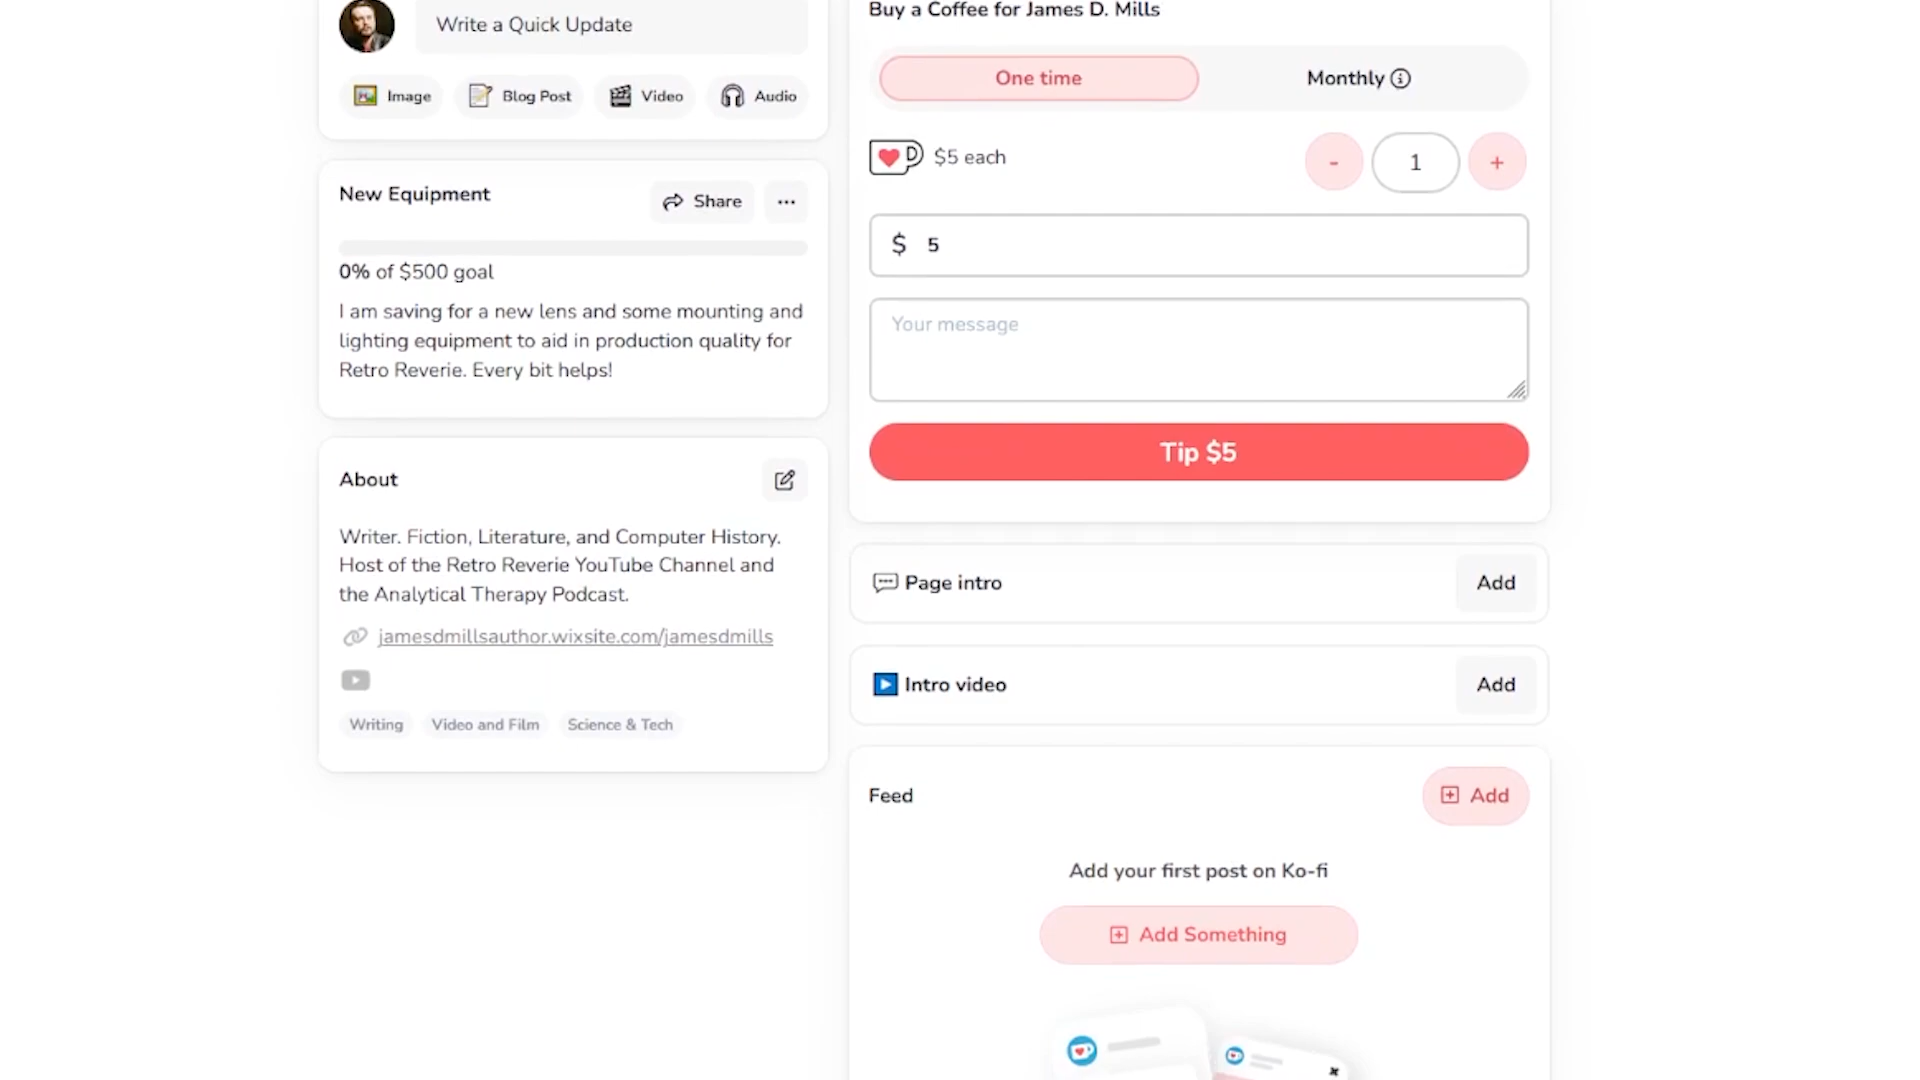 Write a Quick Update
Image
Blog Post
Video
Audio
New Equipment
Share
0% of $500 goal
I am saving for a new lens and some mounting and
lighting equipment to aid in production quality for
Retro Reverie. Every bit helps!
About
Writer. Fiction, Literature, and Computer History.
Host of the Retro Reverie YouTube Channel and
the Analytical Therapy Podcast.
jamesdmillsauthor.wixsite.com/jamesdmills
Writing
Video and Film
Science & Tech
Buy a Coffee for James D. Mills
One time
Monthly
$5 each
- 1 +
$ 5
Your message
Tip $5
Page intro
Add
Intro video
Add
Feed
Add
Add your first post on Ko-fi
Add Something